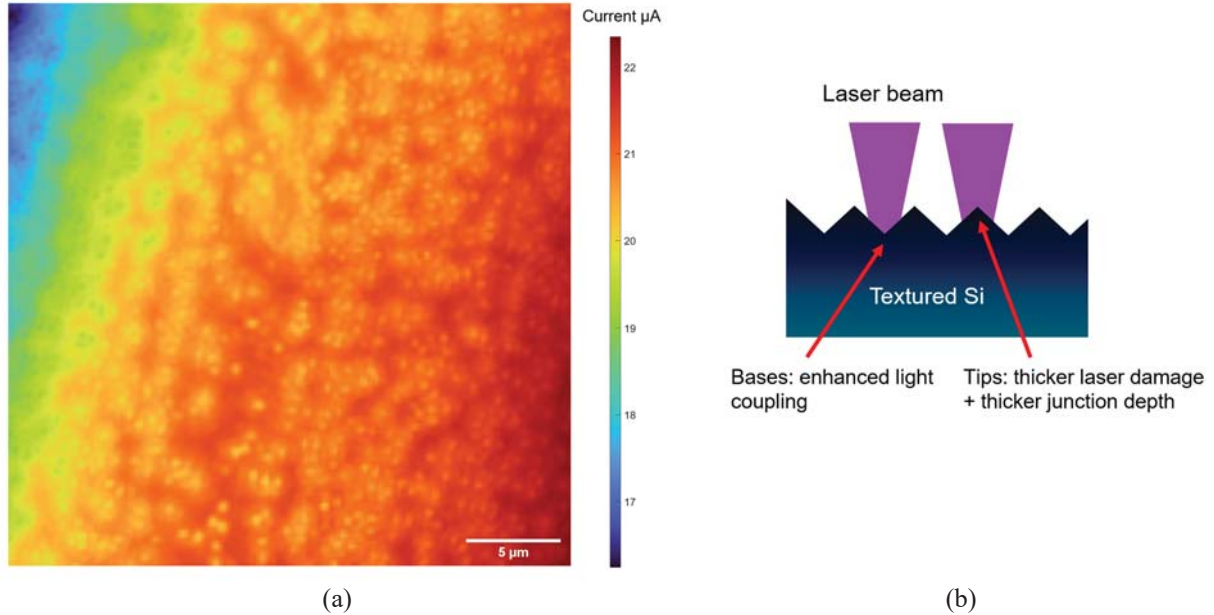 Current µA
22
21
20
19
18
17
5 µm
(a)
Laser beam
Textured Si
Bases: enhanced light
coupling
Tips: thicker laser damage
+ thicker junction depth
(b)